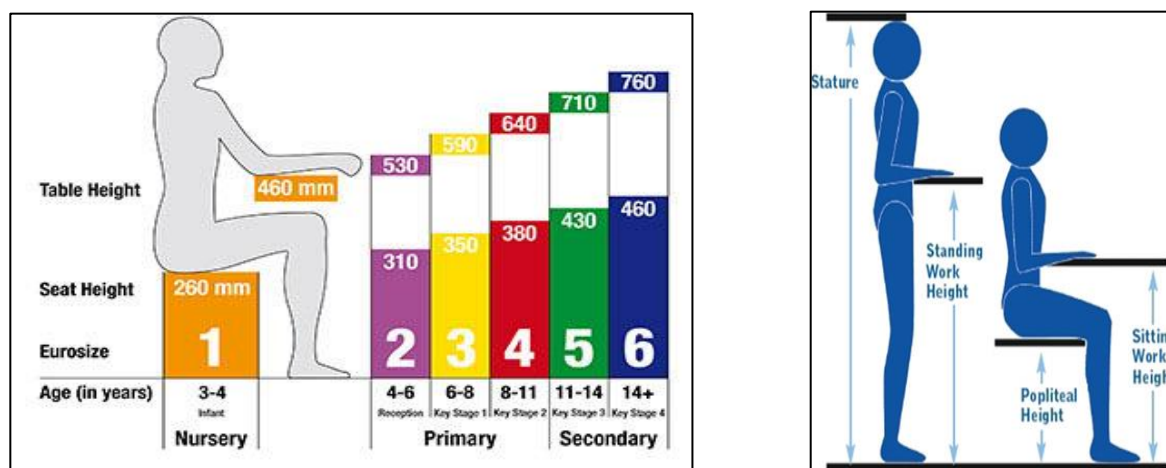 760
710
640
590
530
Table Height
460 mm
460
430
380
350
310
Seat Height
260 mm
Eurosize
1 2 3 4 5 6
Age (in years) 3-4 4-6 6-8 8-11 11-14 14+
Infant Reception Key Stage 1 Key Stage 2 Key Stage 3 Key Stage 4
Nursery Primary Secondary
Stature
Standing
Work
Height
Sittin
Work
Heigh
Popliteal
Height